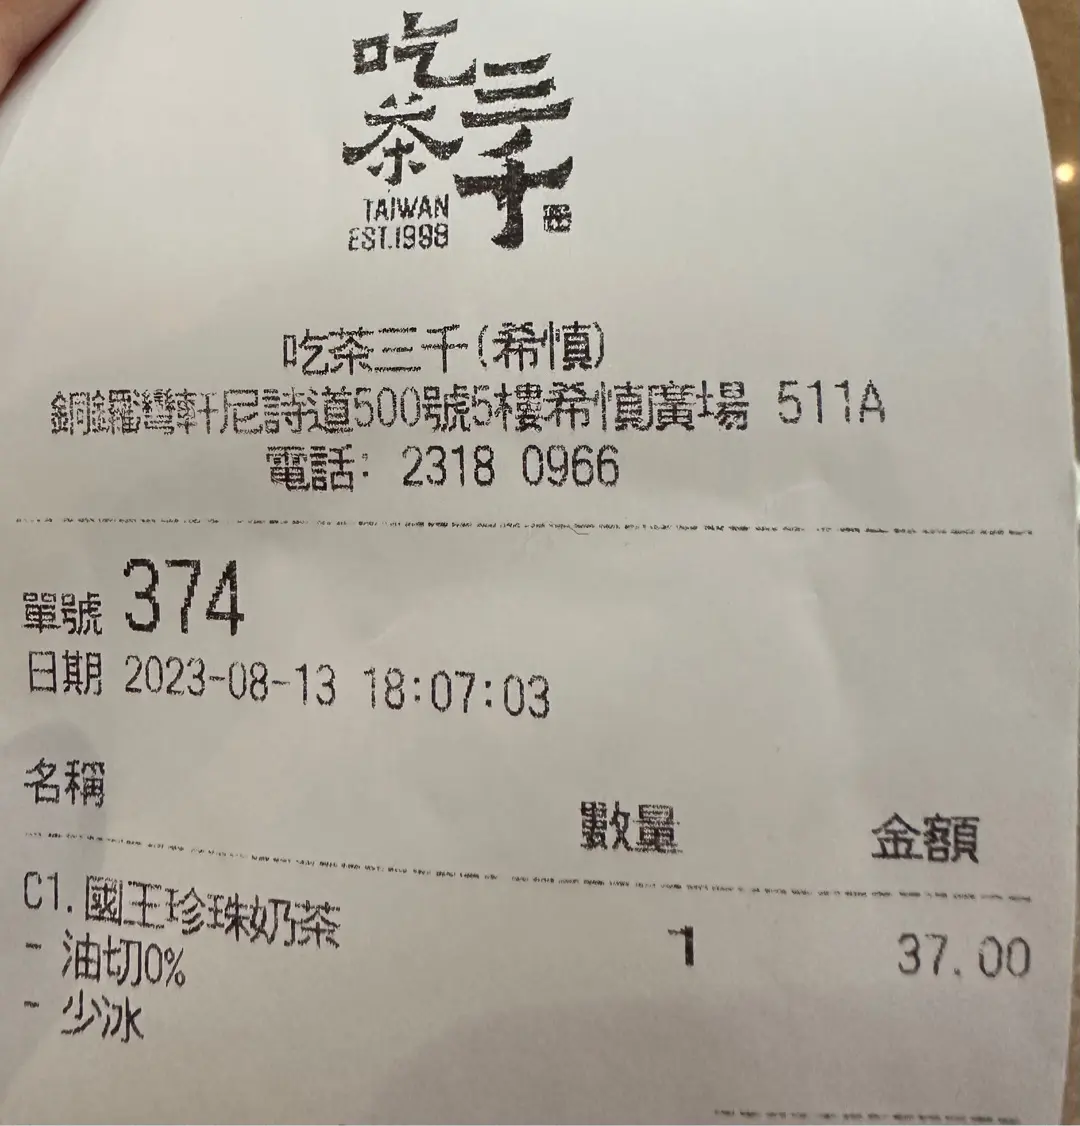 吃茶三千
TAIWAN
EST.1998
吃茶三千(希慎)
銅鑼灣軒尼詩道500號5樓希慎廣場 511A
電話: 2318 0966
單號 374
日期 2023-08-13 18:07:03
名稱 數量 金額
C1.國王珍珠奶茶 1 37.00
- 油切0%
- 少冰